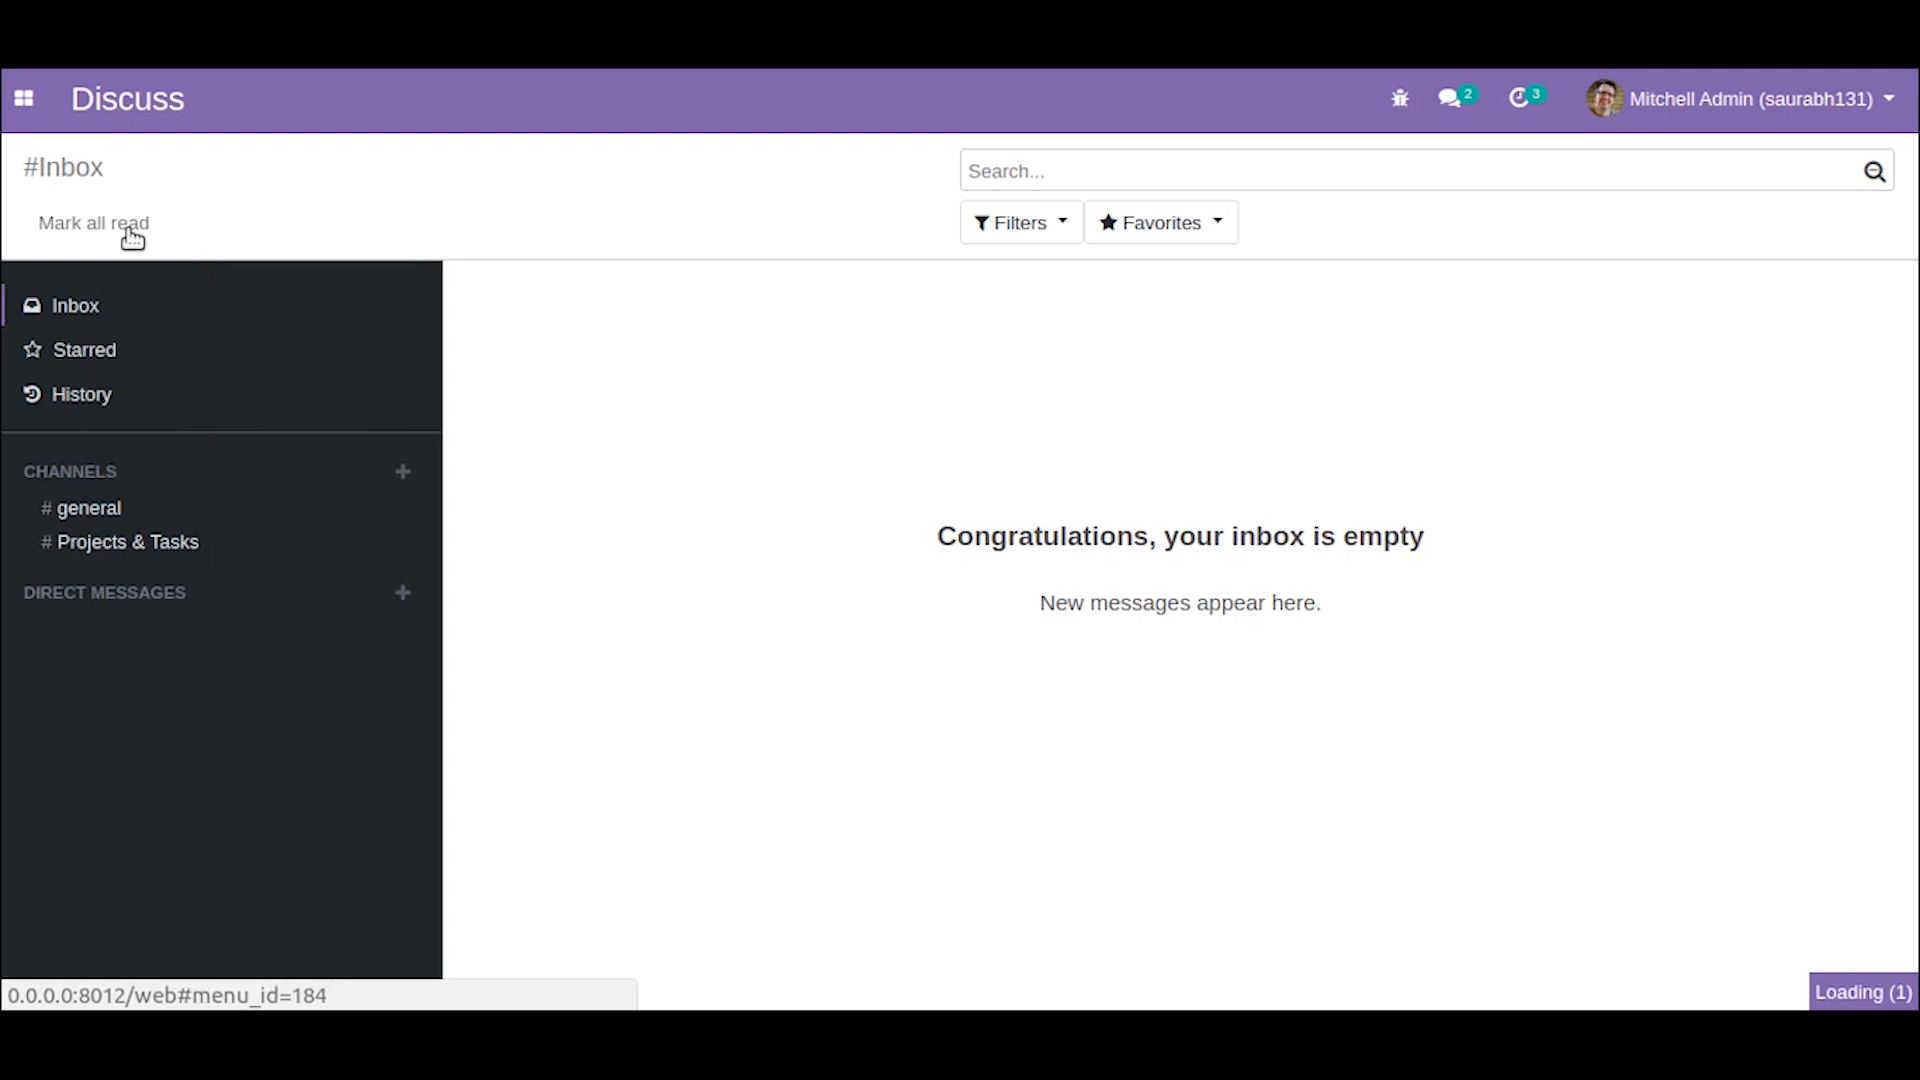 Discuss
2
3
Mitchell Admin (saurabh131)
#Inbox
Search...
Mark all read
Filters
Favorites
Inbox
Starred
History
CHANNELS
# general
# Projects & Tasks
DIRECT MESSAGES
Congratulations, your inbox is empty
New messages appear here.
0.0.0.0:8012/web#menu_id=184
Loading (1)